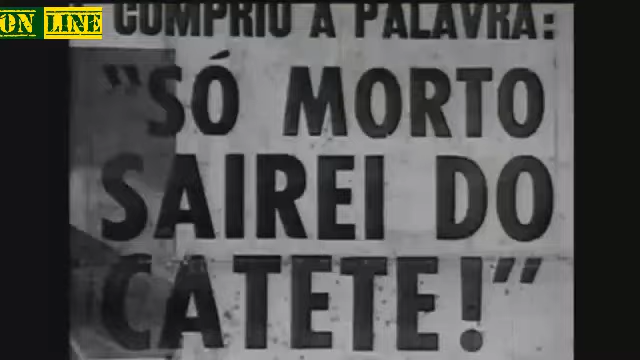 ON LINE
CUMPRIU A PALAVRA:
"SÓ MORTO
SAIREI DO
CATETE!"